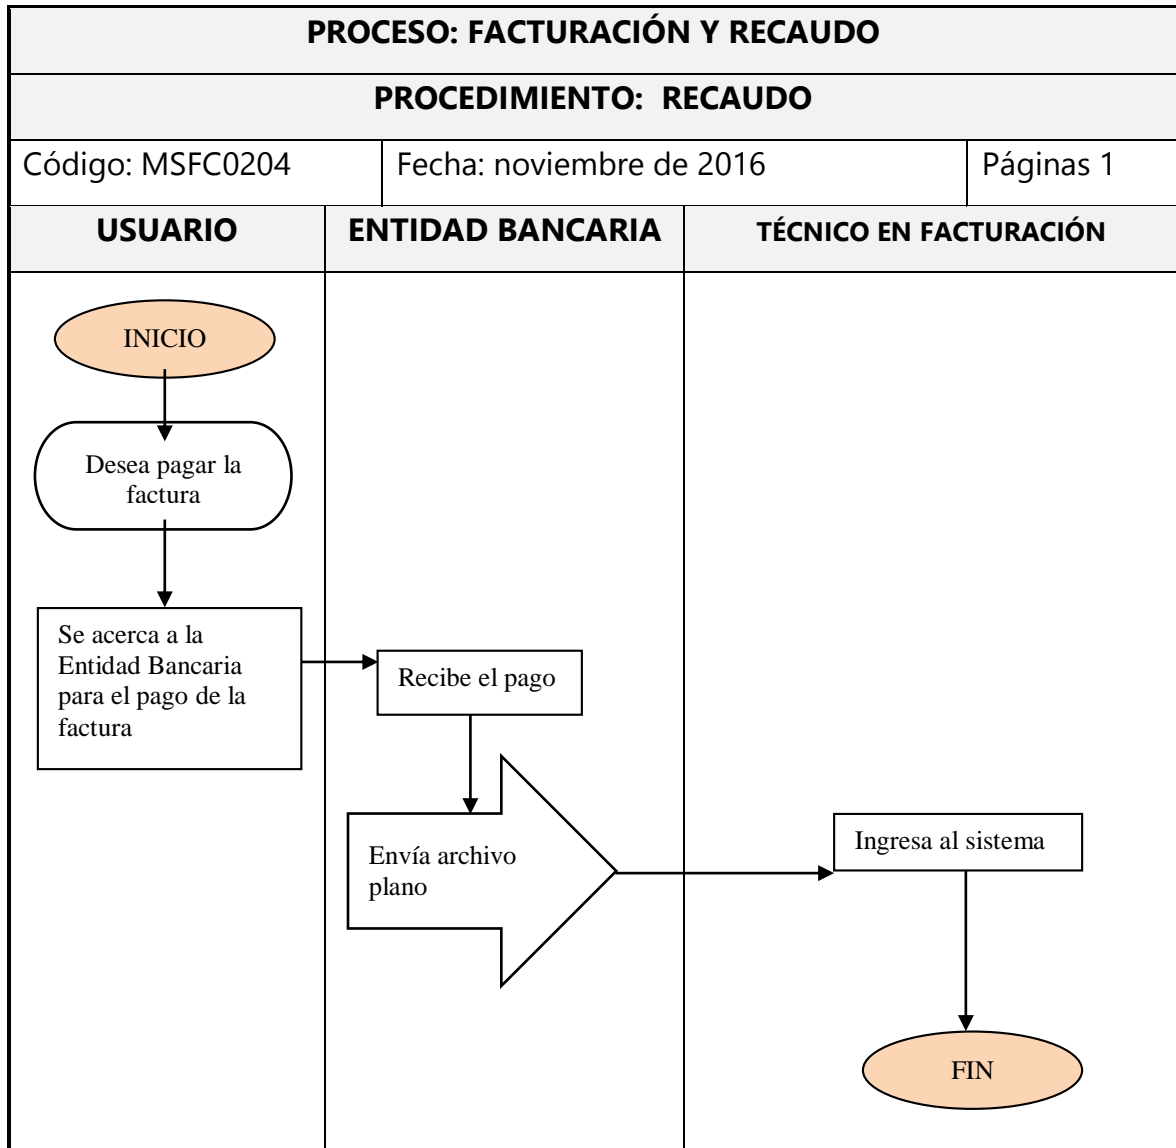 PROCESO: FACTURACIÓN Y RECAUDO
PROCEDIMIENTO: RECAUDO
Código: MSFC0204
Fecha: noviembre de 2016
Páginas 1
USUARIO
ENTIDAD BANCARIA
TÉCNICO EN FACTURACIÓN
INICIO
Desea pagar la
factura
Se acerca a la
Entidad Bancaria
para el pago de la
factura
Recibe el pago
Envía archivo
plano
Ingresa al sistema
FIN